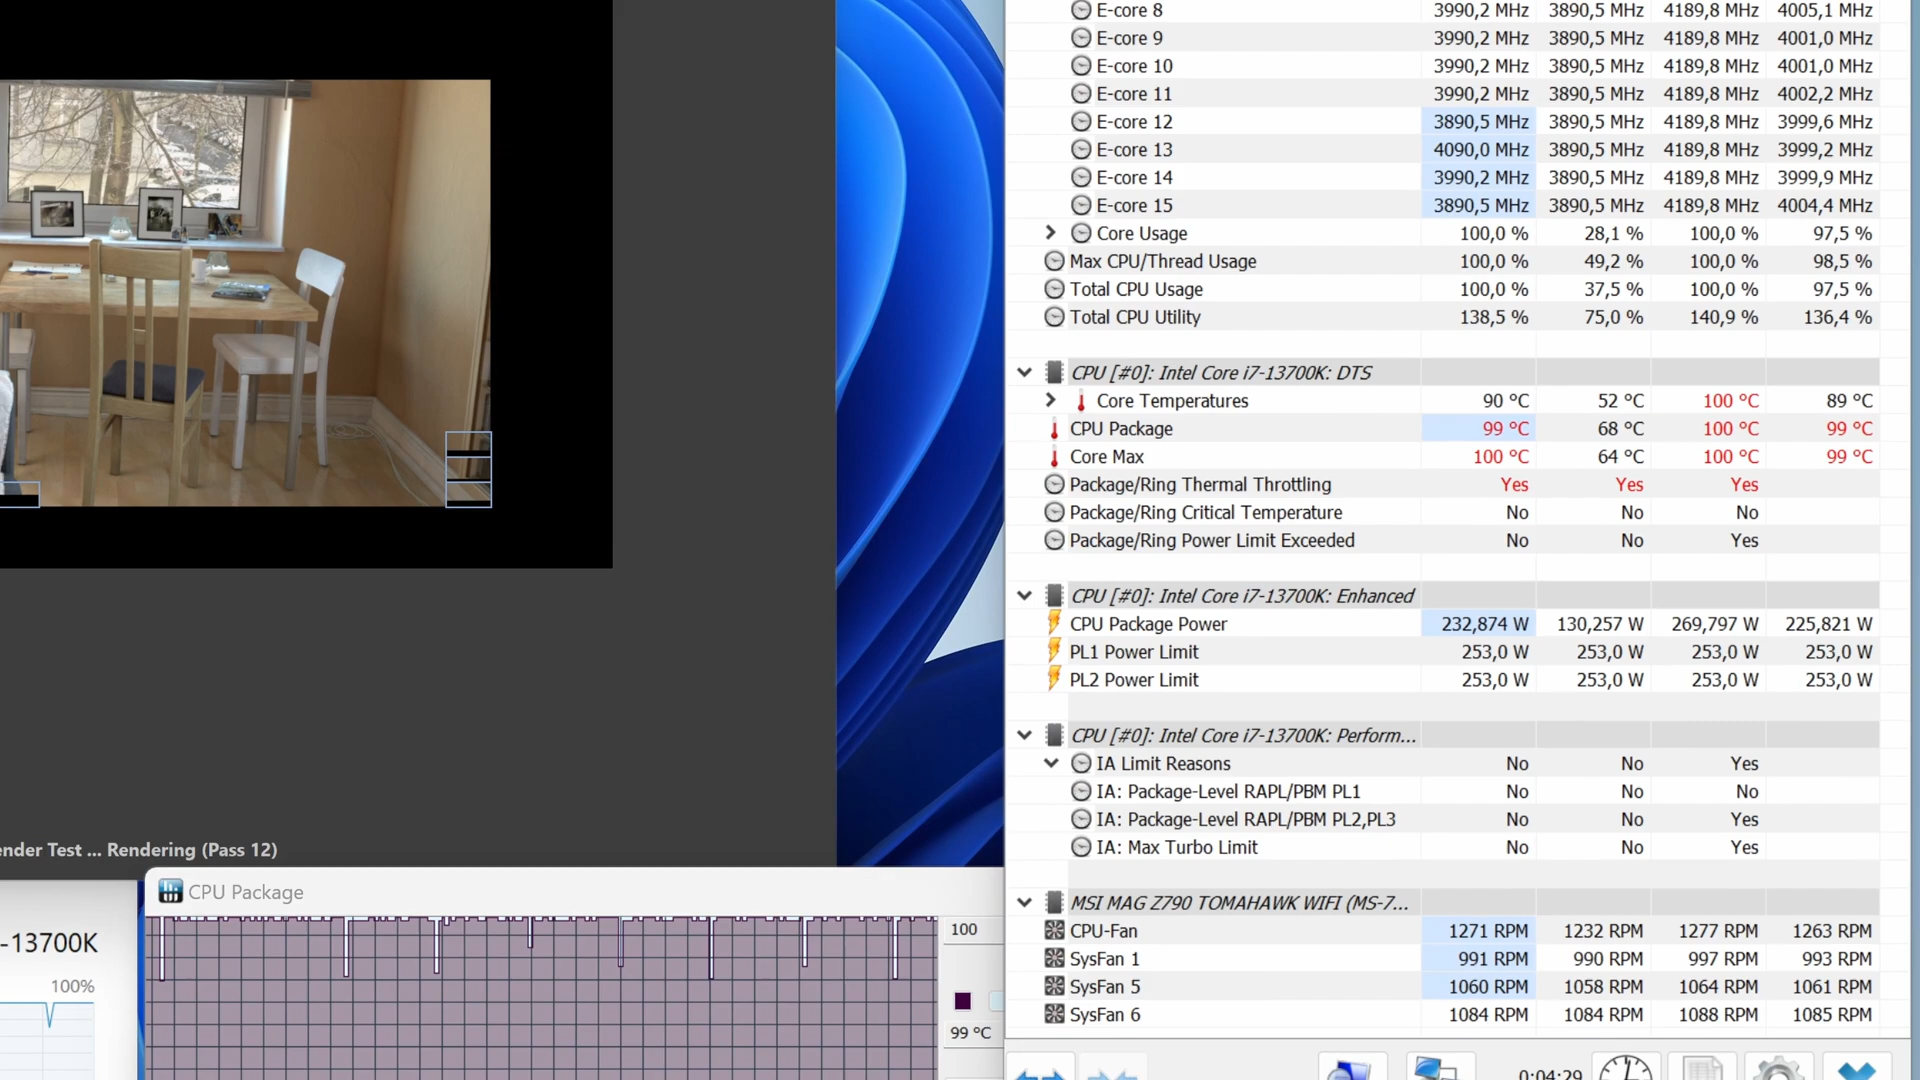 E-core 8 3990,2 MHz 3890,5 MHz 4189,8 MHz 4005,1 MHz
E-core 9 3990,2 MHz 3890,5 MHz 4189,8 MHz 4001,0 MHz
E-core 10 3990,2 MHz 3890,5 MHz 4189,8 MHz 4001,0 MHz
E-core 11 3990,2 MHz 3890,5 MHz 4189,8 MHz 4002,2 MHz
E-core 12 3890,5 MHz 3890,5 MHz 4189,8 MHz 3999,6 MHz
E-core 13 4090,0 MHz 3890,5 MHz 4189,8 MHz 3999,2 MHz
E-core 14 3990,2 MHz 3890,5 MHz 4189,8 MHz 3999,9 MHz
E-core 15 3890,5 MHz 3890,5 MHz 4189,8 MHz 4004,4 MHz
Core Usage 100,0 % 28,1 % 100,0 % 97,5 %
Max CPU/Thread Usage 100,0 % 49,2 % 100,0 % 98,5 %
Total CPU Usage 100,0 % 37,5 % 100,0 % 97,5 %
Total CPU Utility 138,5 % 75,0 % 140,9 % 136,4 %
CPU [#0]: Intel Core i7-13700K: DTS
Core Temperatures 90 °C 52 °C 100 °C 89 °C
CPU Package 99 °C 68 °C 100 °C 99 °C
Core Max 100 °C 64 °C 100 °C 99 °C
Package/Ring Thermal Throttling Yes Yes Yes
Package/Ring Critical Temperature No No No
Package/Ring Power Limit Exceeded No No Yes
CPU [#0]: Intel Core i7-13700K: Enhanced
CPU Package Power 232,874 W 130,257 W 269,797 W 225,821 W
PL1 Power Limit 253,0 W 253,0 W 253,0 W 253,0 W
PL2 Power Limit 253,0 W 253,0 W 253,0 W 253,0 W
CPU [#0]: Intel Core i7-13700K: Perform...
IA Limit Reasons No No Yes
IA: Package-Level RAPL/PBM PL1 No No No
IA: Package-Level RAPL/PBM PL2,PL3 No No Yes
IA: Max Turbo Limit No No Yes
MSI MAG Z790 TOMAHAWK WIFI (MS-7...
CPU-Fan 1271 RPM 1232 RPM 1277 RPM 1263 RPM
SysFan 1 991 RPM 990 RPM 997 RPM 993 RPM
SysFan 5 1060 RPM 1058 RPM 1064 RPM 1061 RPM
SysFan 6 1084 RPM 1084 RPM 1088 RPM 1085 RPM
0:04:29
ender Test ... Rendering (Pass 12)
CPU Package
100
99 °C
-13700K
100%